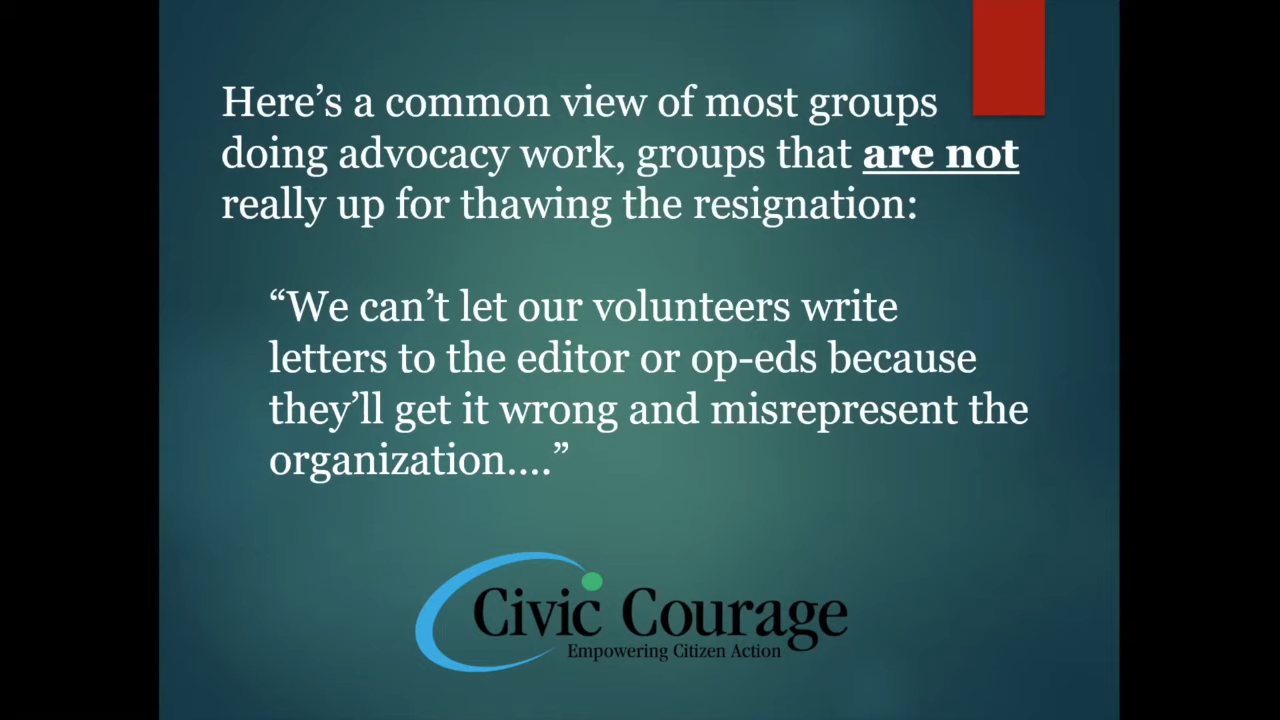 Here’s a common view of most groups
doing advocacy work, groups that are not
really up for thawing the resignation:
“We can’t let our volunteers write
letters to the editor or op-eds because
they’ll get it wrong and misrepresent the
organization….”
Civic Courage
Empowering Citizen Action